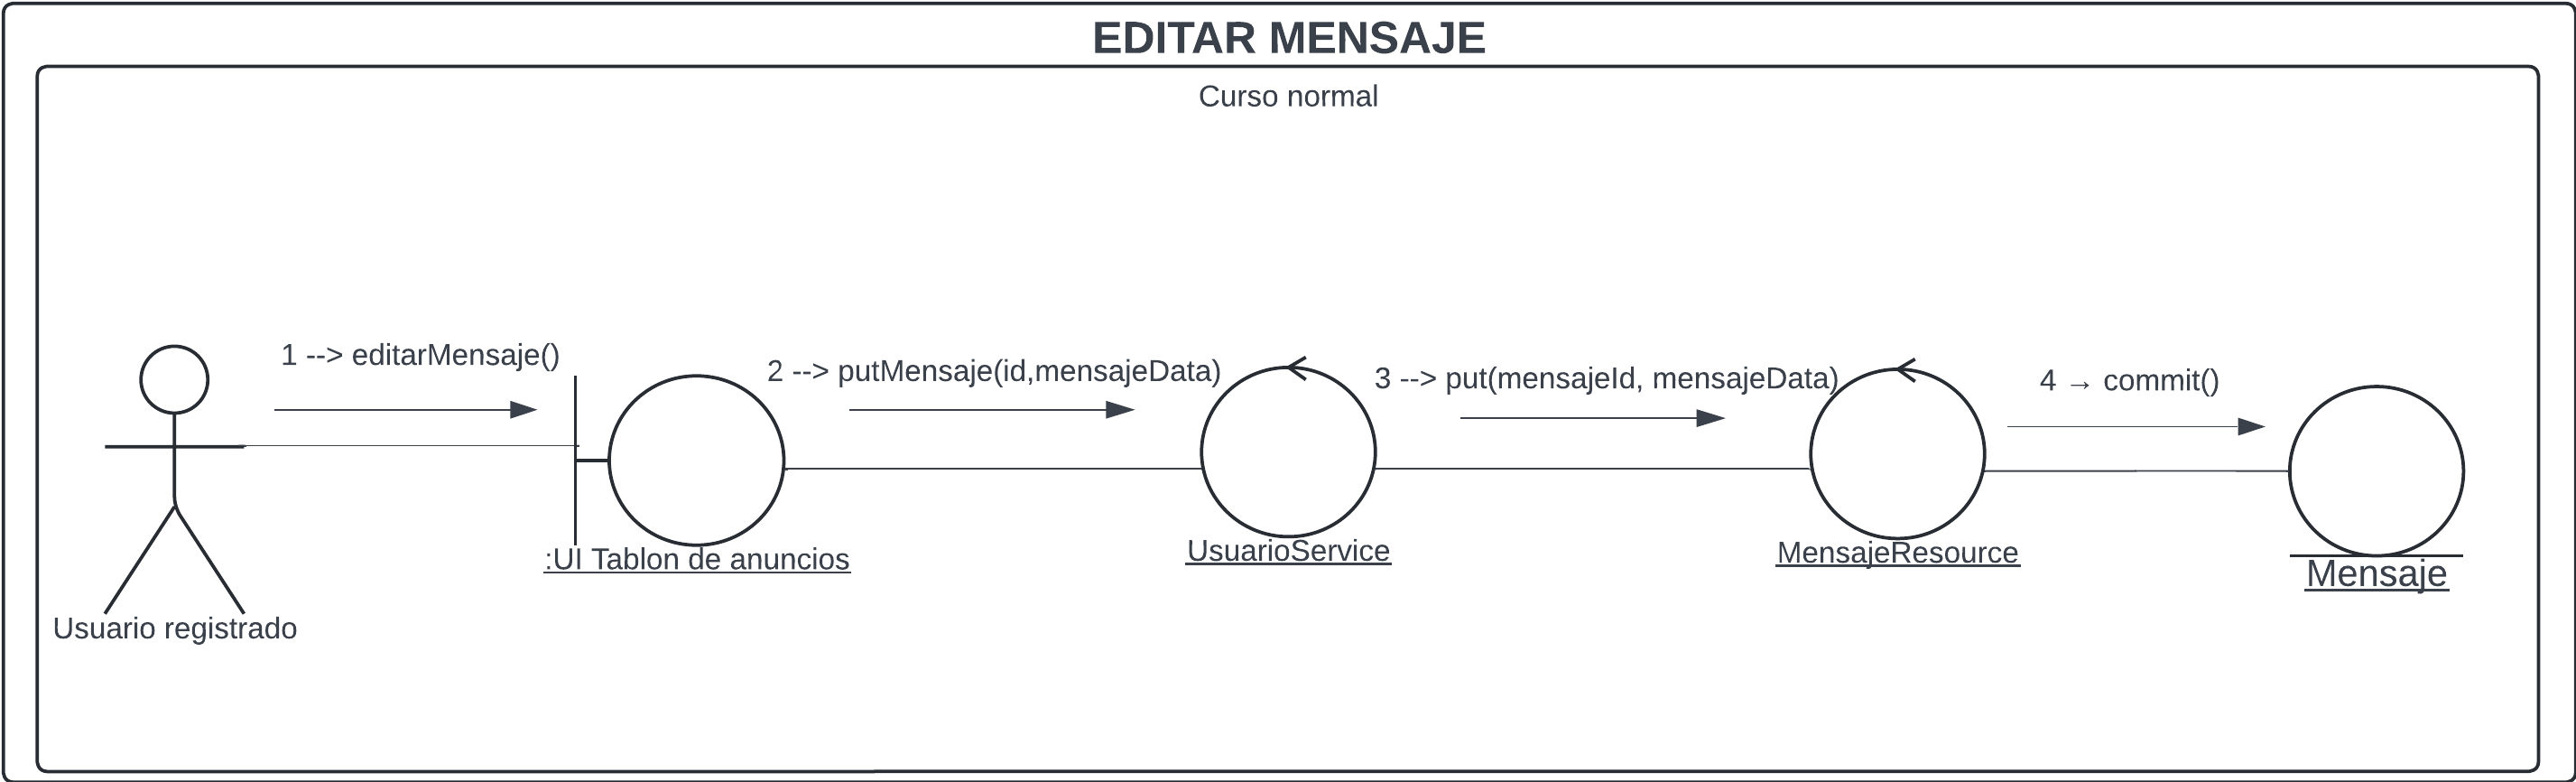 EDITAR MENSAJE
Curso normal
1 --> editarMensaje()
2 --> putMensaje(id,mensajeData)
3 --> put(mensajeId, mensajeData)
4 → commit()
:UI Tablon de anuncios
UsuarioService
MensajeResource
Mensaje
Usuario registrado